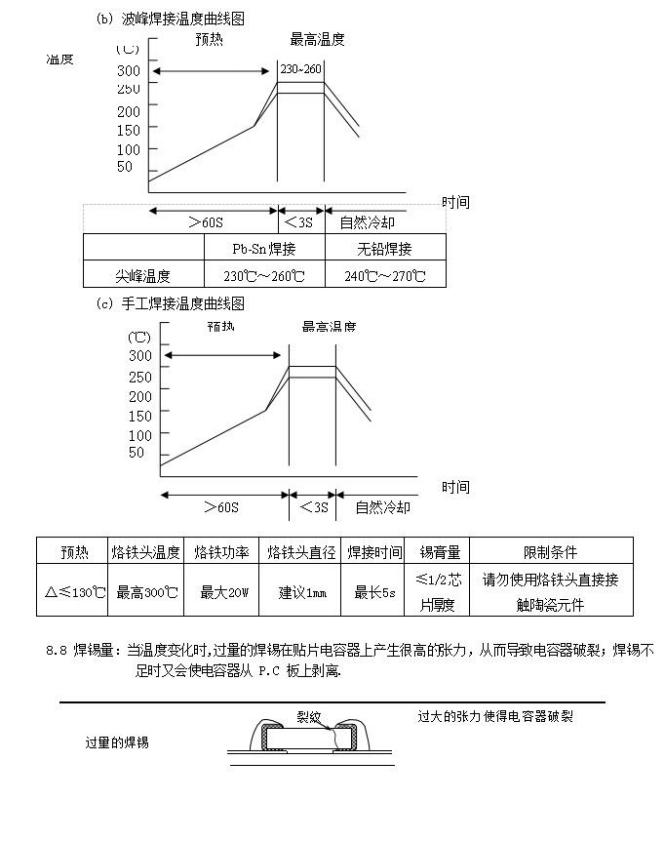 (b) 波峰焊接温度曲线图
预热 最高温度
温度 (℃)
300 230~260
250
200
150
100
50
时间
＞60S ＜3S 自然冷却
Pb-Sn焊接 无铅焊接
尖峰温度 230℃～260℃ 240℃～270℃
(c) 手工焊接温度曲线图
预热 最高温度
(℃)
300
250
200
150
100
50
时间
＞60S ＜3S 自然冷却
预热 烙铁头温度 烙铁功率 烙铁头直径 焊接时间 锡膏量 限制条件
△≤130℃ 最高300℃ 最大20W 建议1mm 最长5s ≤1/2芯片厚度 请勿使用烙铁头直接接触陶瓷元件
8.8 焊锡量：当温度变化时,过量的焊锡在贴片电容器上产生很高的张力，从而导致电容器破裂；焊锡不
足时又会使电容器从 P.C 板上剥离.
裂紋 过大的张力使得电容器破裂
过量的焊锡